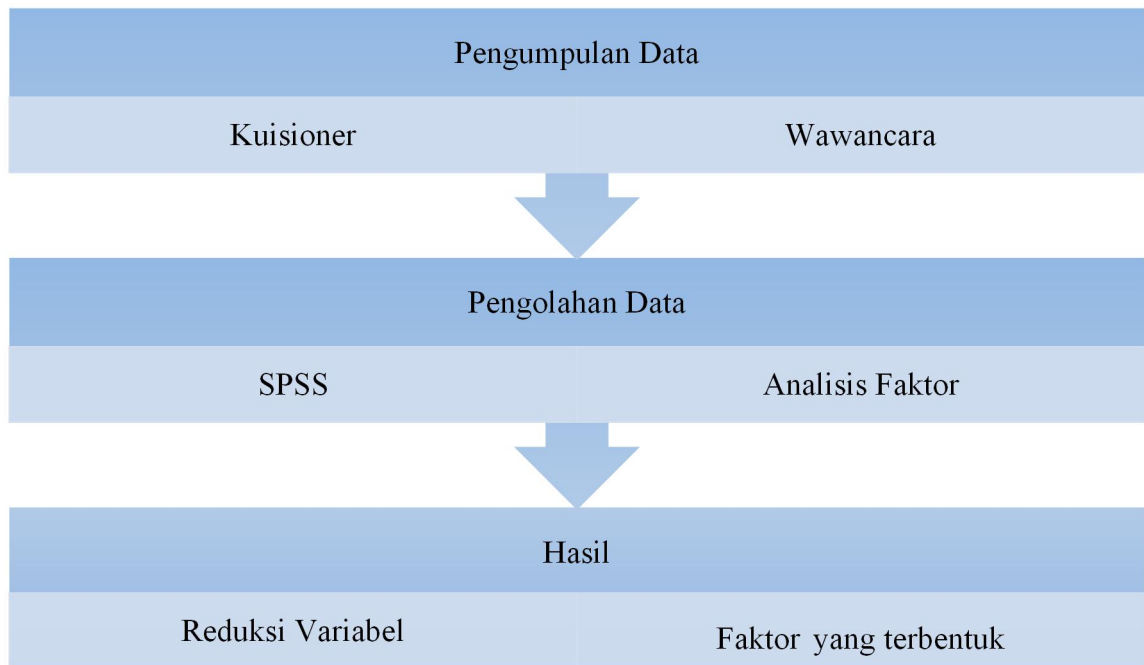 Pengumpulan Data
Kuisioner
Wawancara
Pengolahan Data
SPSS
Analisis Faktor
Hasil
Reduksi Variabel
Faktor yang terbentuk